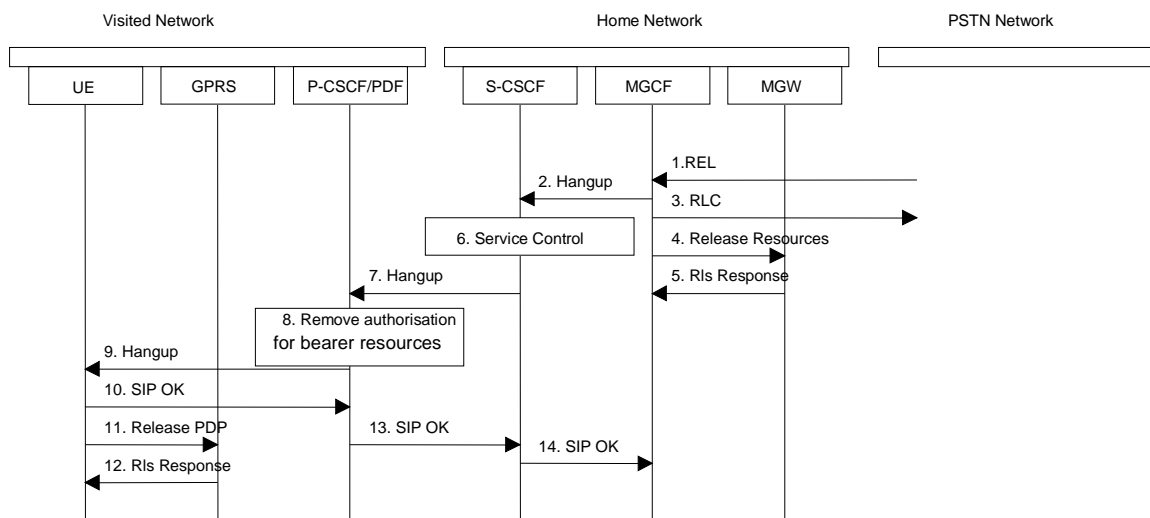 Visited Network
Home Network
PSTN Network
UE
GPRS
P-CSCF/PDF
S-CSCF
MGCF
MGW
1.REL
2. Hangup
3. RLC
6. Service Control
4. Release Resources
7. Hangup
5. Rls Response
8. Remove authorisation
for bearer resources
9. Hangup
10. SIP OK
11. Release PDP
13. SIP OK
14. SIP OK
12. Rls Response